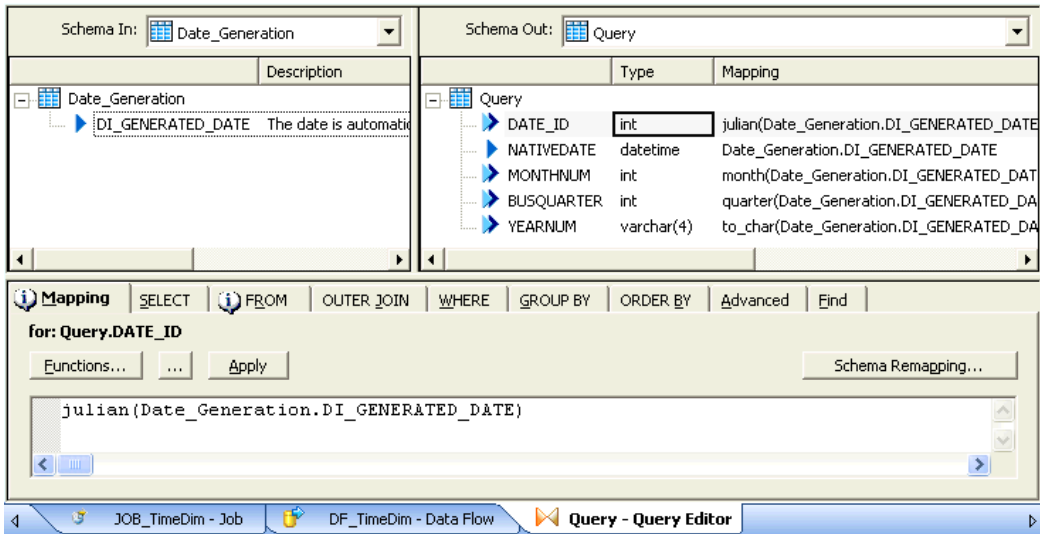 Schema In: Date_Generation
Schema Out: Query
Description
Type Mapping
Date_Generation
DI_GENERATED_DATE The date is automatic
Query
DATE_ID int julian(Date_Generation.DI_GENERATED_DATE
NATIVEDATE datetime Date_Generation.DI_GENERATED_DATE
MONTHNUM int month(Date_Generation.DI_GENERATED_DAT
BUSQUARTER int quarter(Date_Generation.DI_GENERATED_DA
YEARNUM varchar(4) to_char(Date_Generation.DI_GENERATED_DA
Mapping SELECT FROM OUTER JOIN WHERE GROUP BY ORDER BY Advanced Find
for: Query.DATE_ID
Functions... ... Apply Schema Remapping...
julian(Date_Generation.DI_GENERATED_DATE)
JOB_TimeDim - Job DF_TimeDim - Data Flow Query - Query Editor